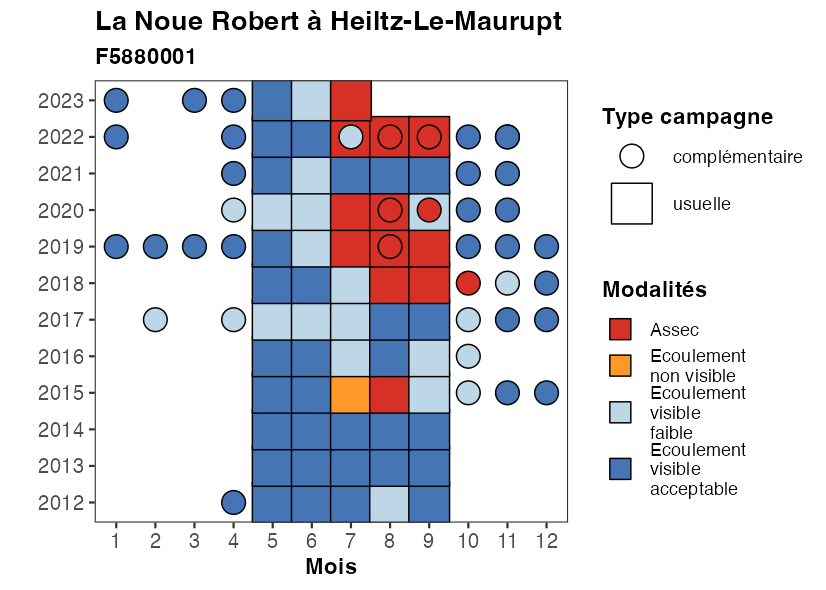 La Noue Robert à Heiltz-Le-Maurupt
F5880001
2023
2022
2021
2020
2019
2018
2017
2016
2015
2014
2013
2012
1 2 3 4 5 6 7 8 9 10 11 12
Mois
Type campagne
complémentaire
usuelle
Modalités
Assec
Ecoulement
non visible
Ecoulement
visible
faible
Ecoulement
visible
acceptable